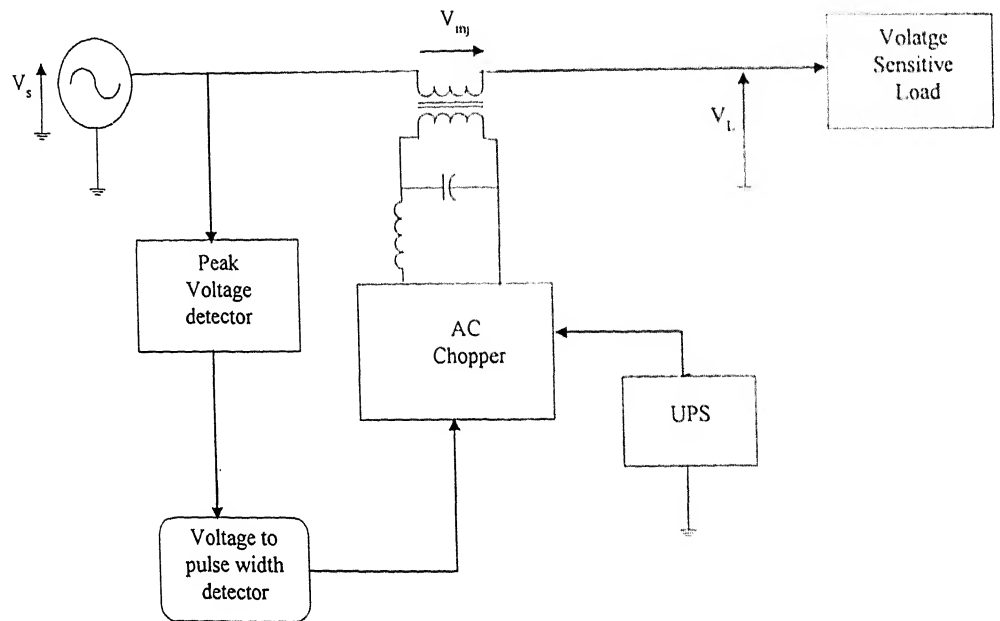 V_inj
V_s
Volatge
Sensitive
Load
V_L
Peak
Voltage
detector
AC
Chopper
UPS
Voltage to
pulse width
detector